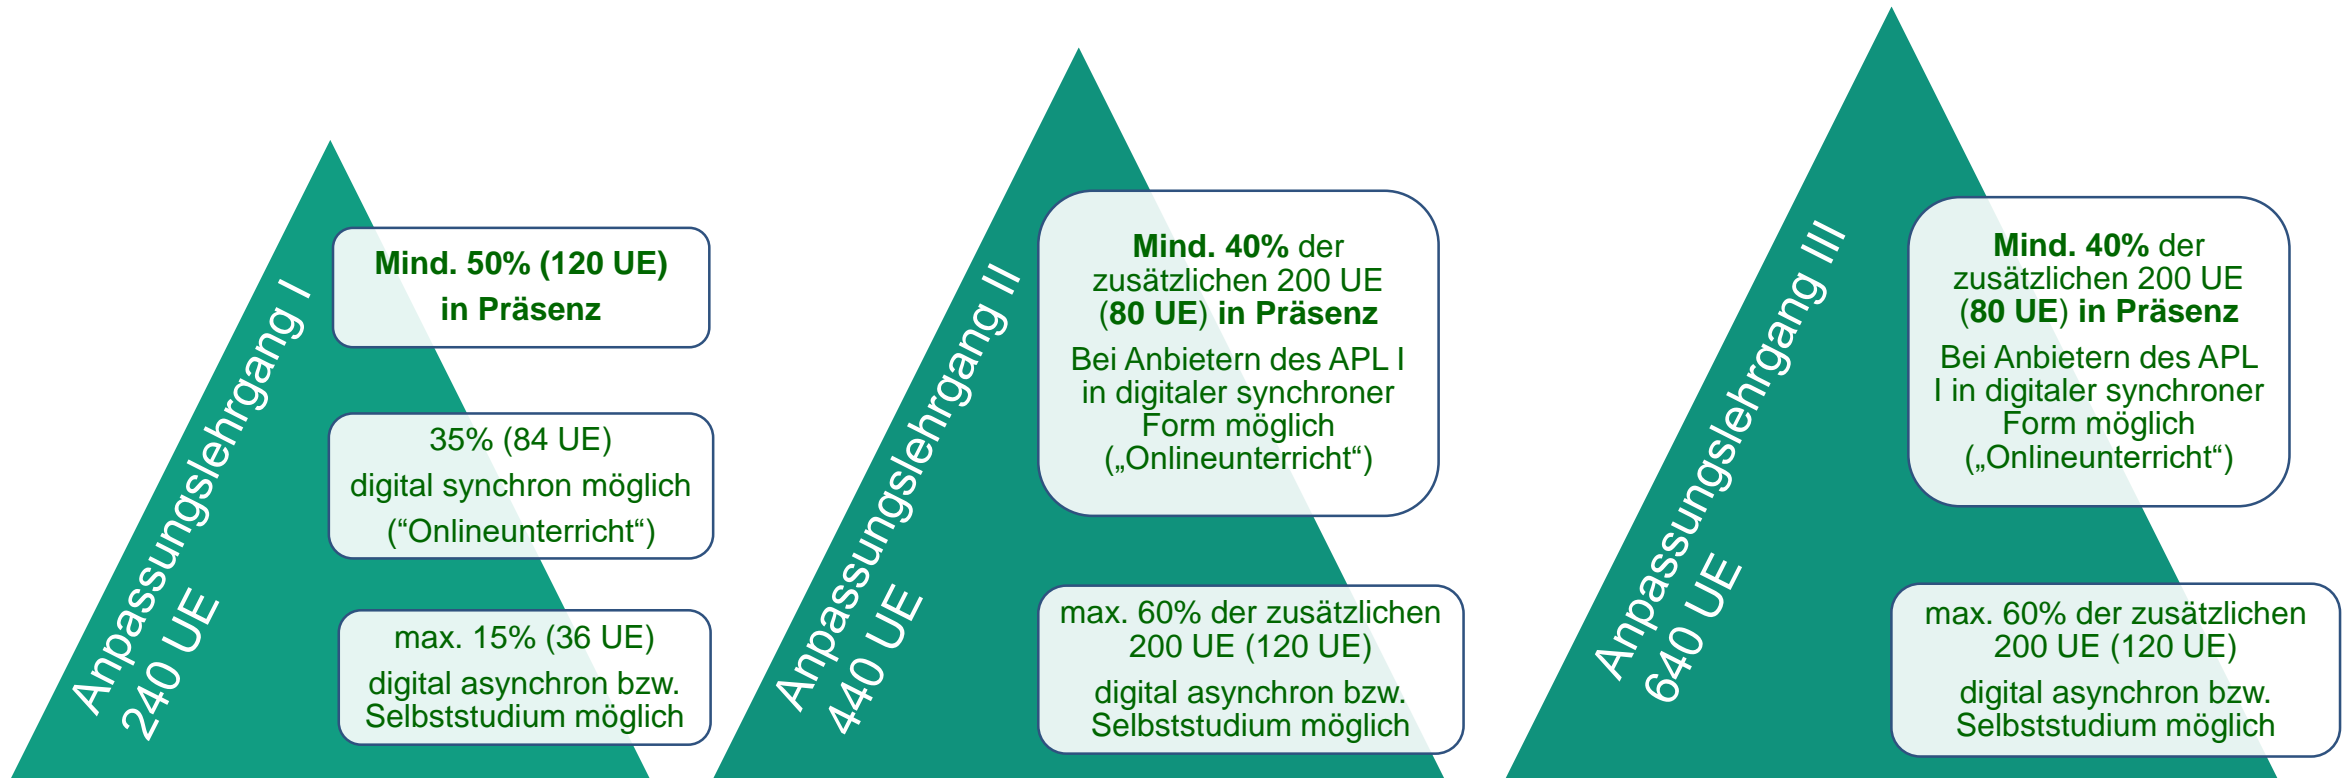 Anpassungslehrgang I
240 UE
Mind. 50% (120 UE)
in Präsenz
35% (84 UE)
digital synchron möglich
(“Onlineunterricht“)
max. 15% (36 UE)
digital asynchron bzw.
Selbststudium möglich
Anpassungslehrgang II
440 UE
Mind. 40% der
zusätzlichen 200 UE
(80 UE) in Präsenz
Bei Anbietern des APL I
in digitaler synchroner
Form möglich
(„Onlineunterricht“)
max. 60% der zusätzlichen
200 UE (120 UE)
digital asynchron bzw.
Selbststudium möglich
Anpassungslehrgang III
640 UE
Mind. 40% der
zusätzlichen 200 UE
(80 UE) in Präsenz
Bei Anbietern des APL
I in digitaler synchroner
Form möglich
(„Onlineunterricht“)
max. 60% der zusätzlichen
200 UE (120 UE)
digital asynchron bzw.
Selbststudium möglich